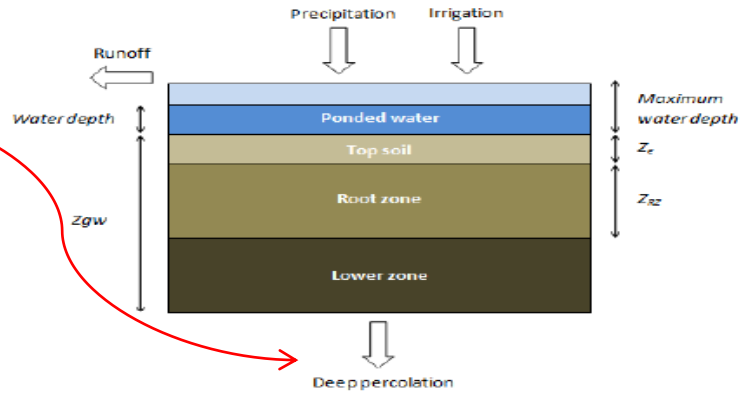 Precipitation
Irrigation
Runoff
Water depth
Ponded water
Maximum
water depth
Top soil
Ze
Root zone
ZRZ
Zgw
Lower zone
Deep percolation